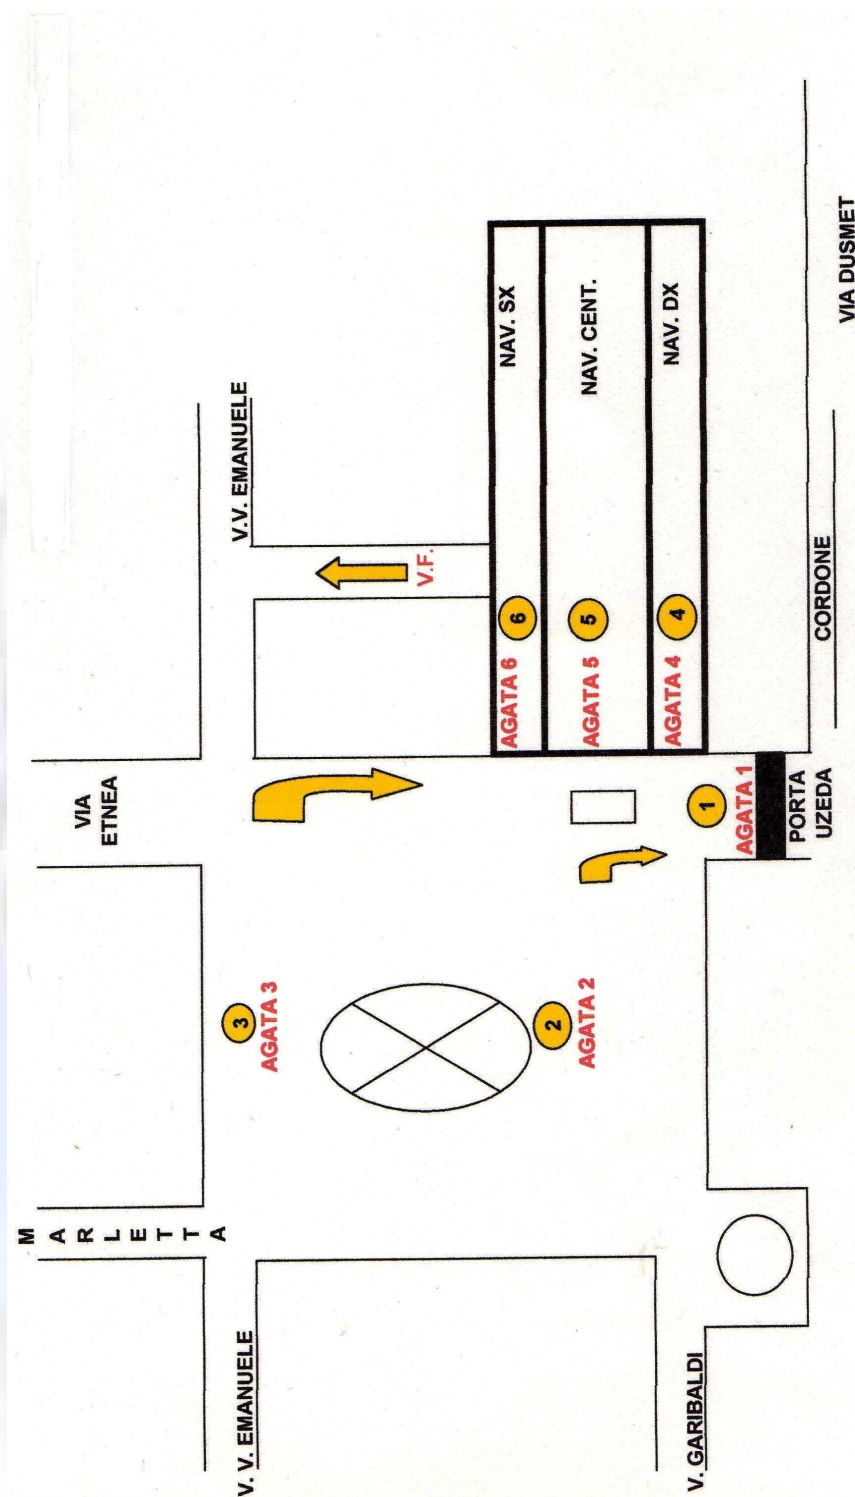 M
A
R
L
E
T
T
A
VIA
ETNEA
V. V. EMANUELE
V.V. EMANUELE
3
AGATA 3
V.F.
AGATA 6
6
NAV. SX
2
AGATA 2
AGATA 5
5
NAV. CENT.
AGATA 4
4
NAV. DX
1
AGATA 1
V. GARIBALDI
PORTA
UZEDA
CORDONE
VIA DUSMET